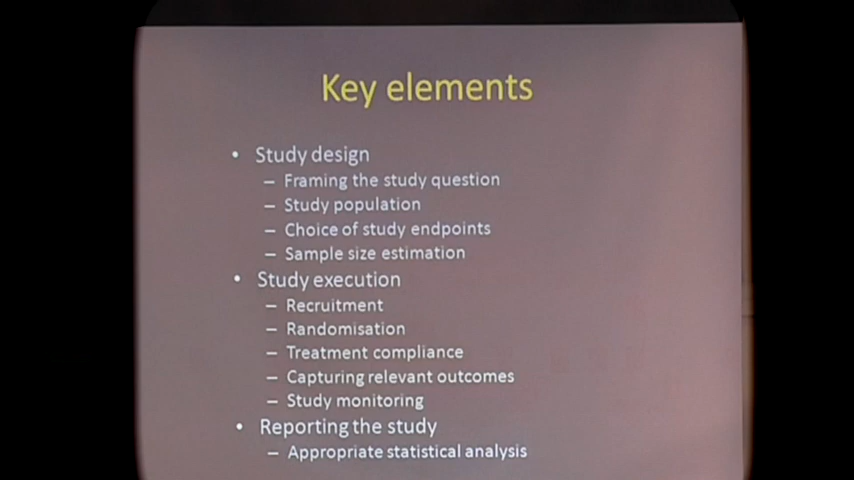 Key elements
• Study design
– Framing the study question
– Study population
– Choice of study endpoints
– Sample size estimation
• Study execution
– Recruitment
– Randomisation
– Treatment compliance
– Capturing relevant outcomes
– Study monitoring
• Reporting the study
– Appropriate statistical analysis